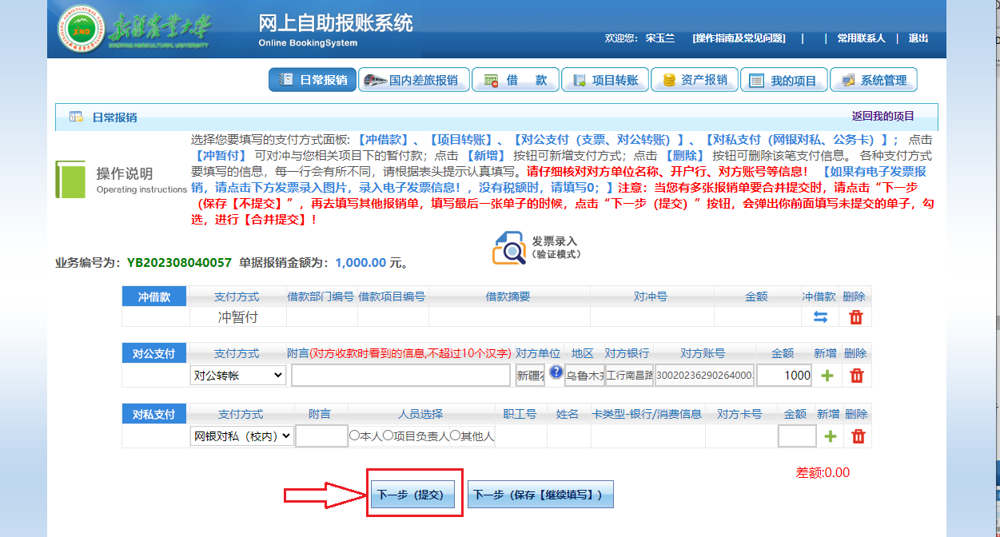 新疆农业大学
XINJIANG AGRICULTURAL UNIVERSITY
网上自助报账系统
Online BookingSystem
欢迎您: 宋玉兰 [操作指南及常见问题] | | 常用联系人 | 退出
日常报销 国内差旅报销 借 款 项目转账 资产报销 我的项目 系统管理
日常报销 返回我的项目
操作说明
Operating instructions
选择您要填写的支付方式面板:【冲借款】、【项目转账】、【对公支付（支票、对公转账）】、【对私支付（网银对私、公务卡）】； 点击
【冲暂付】 可对冲与您相关项目下的暂付款；点击 【新增】 按钮可新增支付方式；点击 【删除】 按钮可删除该笔支付信息。 各种支付方式
要填写的信息，每一行会有所不同，请根据表头提示认真填写。请仔细核对对方单位名称、开户行、对方账号等信息！ 【如果有电子发票报
销，请点击下方发票录入图片，录入电子发票信息！，没有税额时，请填写0；】注意：当您有多张报销单要合并提交时，请点击“下一步
（保存【不提交】”，再去填写其他报销单，填写最后一张单子的时候，点击“下一步（提交）”按钮，会弹出你前面填写未提交的单子，勾
选，进行【合并提交】！
发票录入
（验证模式）
业务编号为：YB202308040057 单据报销金额为：1,000.00 元。
冲借款 支付方式 借款部门编号 借款项目编号 借款摘要 对冲号 金额 冲借款 删除
冲暂付
对公支付 支付方式 附言(对方收款时看到的信息,不超过10个汉字) 对方单位 地区 对方银行 对方账号 金额 新增 删除
对公转帐 新疆 乌鲁木 工行南昌路 30020236290264000 1000
对私支付 支付方式 附言 人员选择 职工号 姓名 卡类型-银行/消费信息 对方卡号 金额 新增 删除
网银对私（校内） 本人 项目负责人 其他人
差额:0.00
下一步（提交） 下一步（保存【继续填写】）